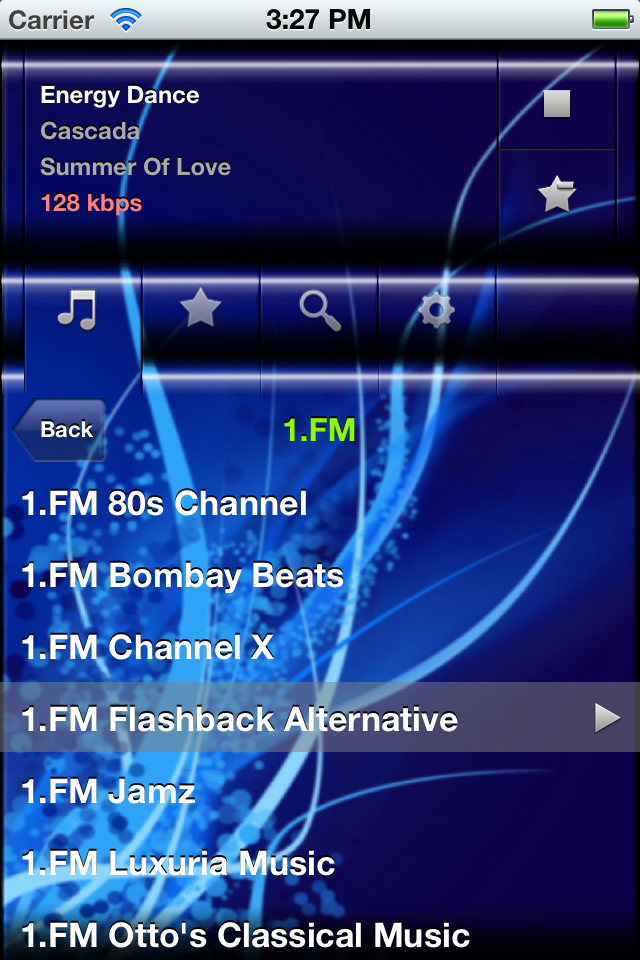 Carrier 3:27 PM
Energy Dance
Cascada
Summer Of Love
128 kbps
Back 1.FM
1.FM 80s Channel
1.FM Bombay Beats
1.FM Channel X
1.FM Flashback Alternative
1.FM Jamz
1.FM Luxuria Music
1.FM Otto's Classical Music